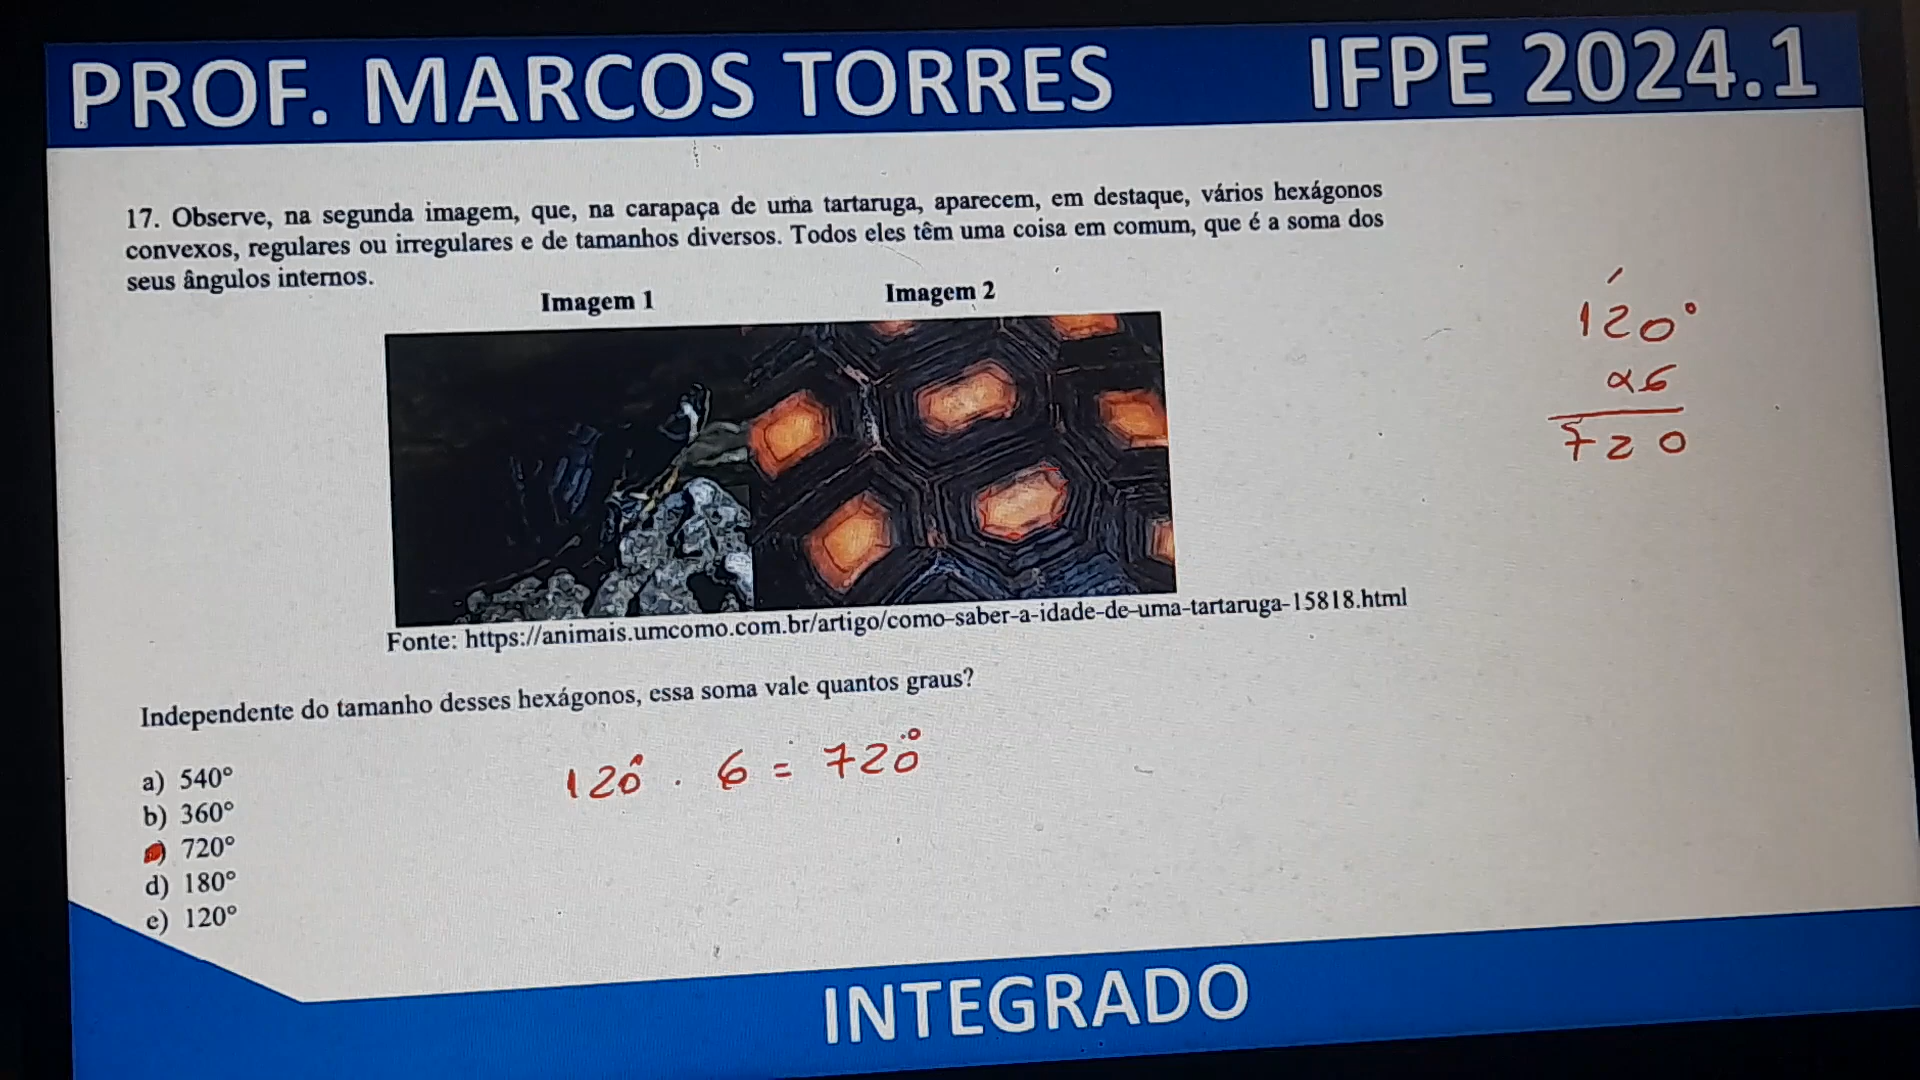 PROF. MARCOS TORRES IFPE 2024.1
17. Observe, na segunda imagem, que, na carapaça de uma tartaruga, aparecem, em destaque, vários hexágonos
convexos, regulares ou irregulares e de tamanhos diversos. Todos eles têm uma coisa em comum, que é a soma dos
seus ângulos internos.
Imagem 1 Imagem 2
Fonte: https://animais.umcomo.com.br/artigo/como-saber-a-idade-de-uma-tartaruga-15818.html
120°
x6
720
Independente do tamanho desses hexágonos, essa soma vale quantos graus?
120° . 6 = 720°
a) 540°
b) 360°
) 720°
d) 180°
e) 120°
INTEGRADO